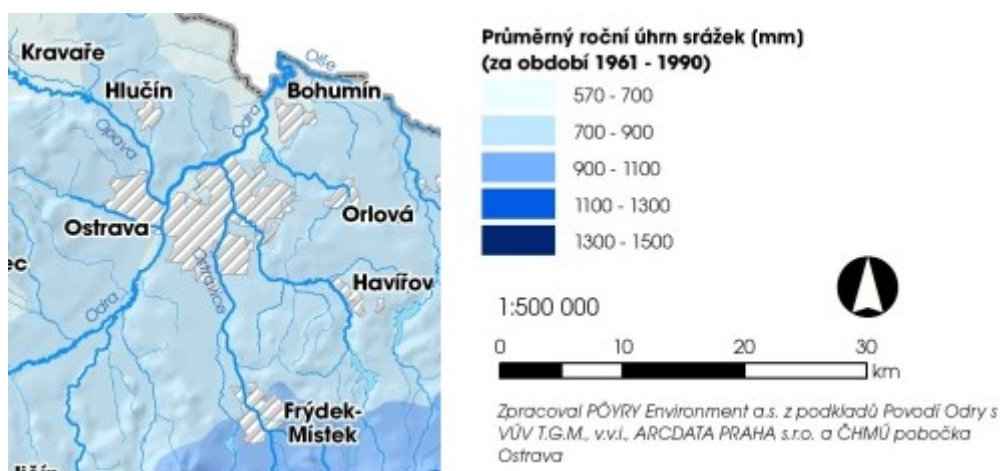 Kravaře
Hlučín
Olše
Bohumín
Odra
Opava
Orlová
Ostrava
Ostravice
ec
Havířov
Odra
Frýdek-
Místek
Jičín
Průměrný roční úhrn srážek (mm)
(za období 1961 - 1990)
570 - 700
700 - 900
900 - 1100
1100 - 1300
1300 - 1500
1:500 000
0 10 20 30
km
Zpracoval PÖYRY Environment a.s. z podkladů Povodí Odry s
VÚV T.G.M., v.v.i., ARCDATA PRAHA s.r.o. a ČHMÚ pobočka
Ostrava